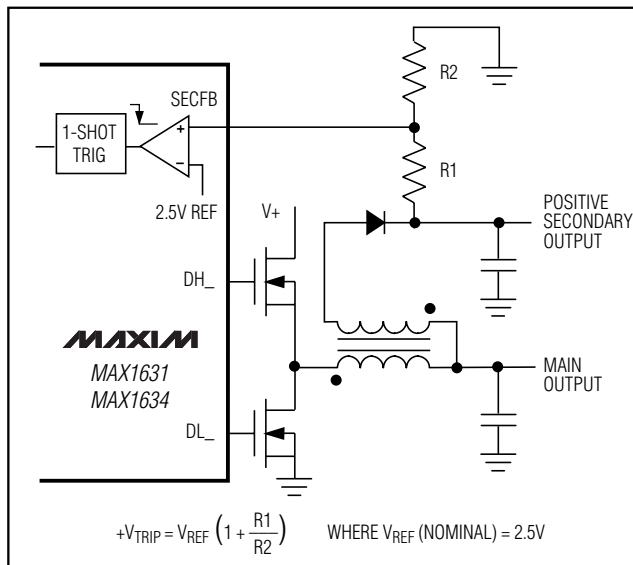 R2
SECFB
1-SHOT
TRIG
+
−
R1
2.5V REF
V+
POSITIVE
SECONDARY
OUTPUT
DH_
MAXIM
MAX1631
MAX1634
MAIN
OUTPUT
DL_
+VTRIP = VREF (1 + R1/R2) WHERE VREF (NOMINAL) = 2.5V